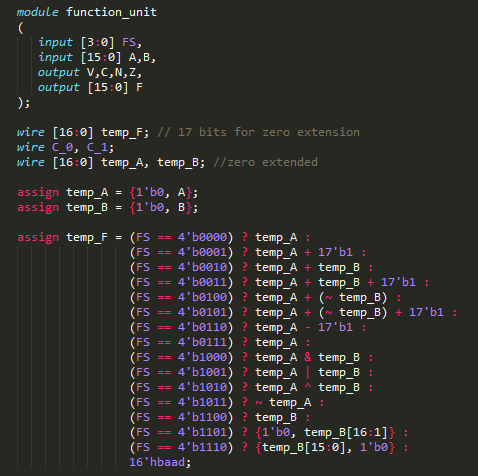 module function_unit
(
input [3:0] FS,
input [15:0] A,B,
output V,C,N,Z,
output [15:0] F
);
wire [16:0] temp_F; // 17 bits for zero extension
wire C_0, C_1;
wire [16:0] temp_A, temp_B; //zero extended
assign temp_A = {1'b0, A};
assign temp_B = {1'b0, B};
assign temp_F = (FS == 4'b0000) ? temp_A :
(FS == 4'b0001) ? temp_A + 17'b1 :
(FS == 4'b0010) ? temp_A + temp_B :
(FS == 4'b0011) ? temp_A + temp_B + 17'b1 :
(FS == 4'b0100) ? temp_A + (~ temp_B) :
(FS == 4'b0101) ? temp_A + (~ temp_B) + 17'b1 :
(FS == 4'b0110) ? temp_A - 17'b1 :
(FS == 4'b0111) ? temp_A :
(FS == 4'b1000) ? temp_A & temp_B :
(FS == 4'b1001) ? temp_A | temp_B :
(FS == 4'b1010) ? temp_A ^ temp_B :
(FS == 4'b1011) ? ~ temp_A :
(FS == 4'b1100) ? temp_B :
(FS == 4'b1101) ? {1'b0, temp_B[16:1]} :
(FS == 4'b1110) ? {temp_B[15:0], 1'b0} :
16'hbaad;